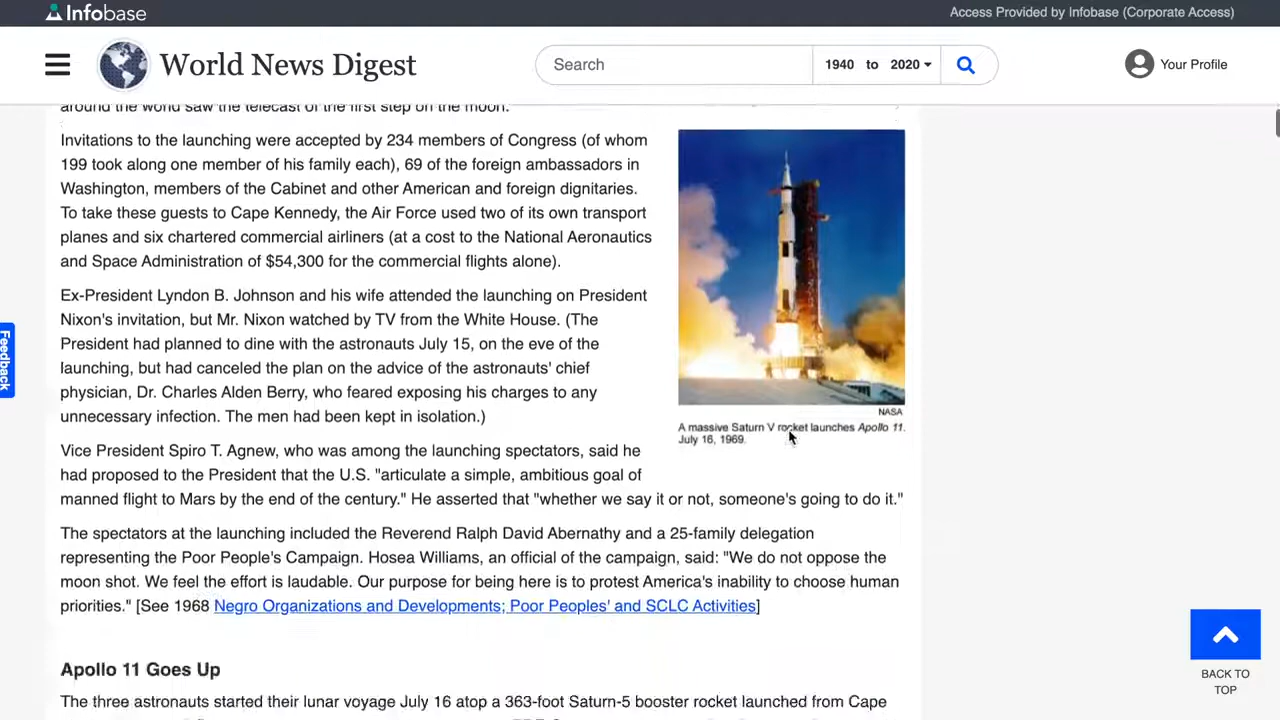 Infobase
Access Provided by Infobase (Corporate Access)
World News Digest
Search
1940 to 2020
Your Profile
around the world saw the telecast of the first step on the moon.
Invitations to the launching were accepted by 234 members of Congress (of whom
199 took along one member of his family each), 69 of the foreign ambassadors in
Washington, members of the Cabinet and other American and foreign dignitaries.
To take these guests to Cape Kennedy, the Air Force used two of its own transport
planes and six chartered commercial airliners (at a cost to the National Aeronautics
and Space Administration of $54,300 for the commercial flights alone).
Ex-President Lyndon B. Johnson and his wife attended the launching on President
Nixon's invitation, but Mr. Nixon watched by TV from the White House. (The
President had planned to dine with the astronauts July 15, on the eve of the
launching, but had canceled the plan on the advice of the astronauts' chief
physician, Dr. Charles Alden Berry, who feared exposing his charges to any
unnecessary infection. The men had been kept in isolation.)
NASA
A massive Saturn V rocket launches Apollo 11.
July 16, 1969.
Vice President Spiro T. Agnew, who was among the launching spectators, said he
had proposed to the President that the U.S. "articulate a simple, ambitious goal of
manned flight to Mars by the end of the century." He asserted that "whether we say it or not, someone's going to do it."
The spectators at the launching included the Reverend Ralph David Abernathy and a 25-family delegation
representing the Poor People's Campaign. Hosea Williams, an official of the campaign, said: "We do not oppose the
moon shot. We feel the effort is laudable. Our purpose for being here is to protest America's inability to choose human
priorities." [See 1968 Negro Organizations and Developments; Poor Peoples' and SCLC Activities]
Apollo 11 Goes Up
The three astronauts started their lunar voyage July 16 atop a 363-foot Saturn-5 booster rocket launched from Cape
Feedback
BACK TO
TOP